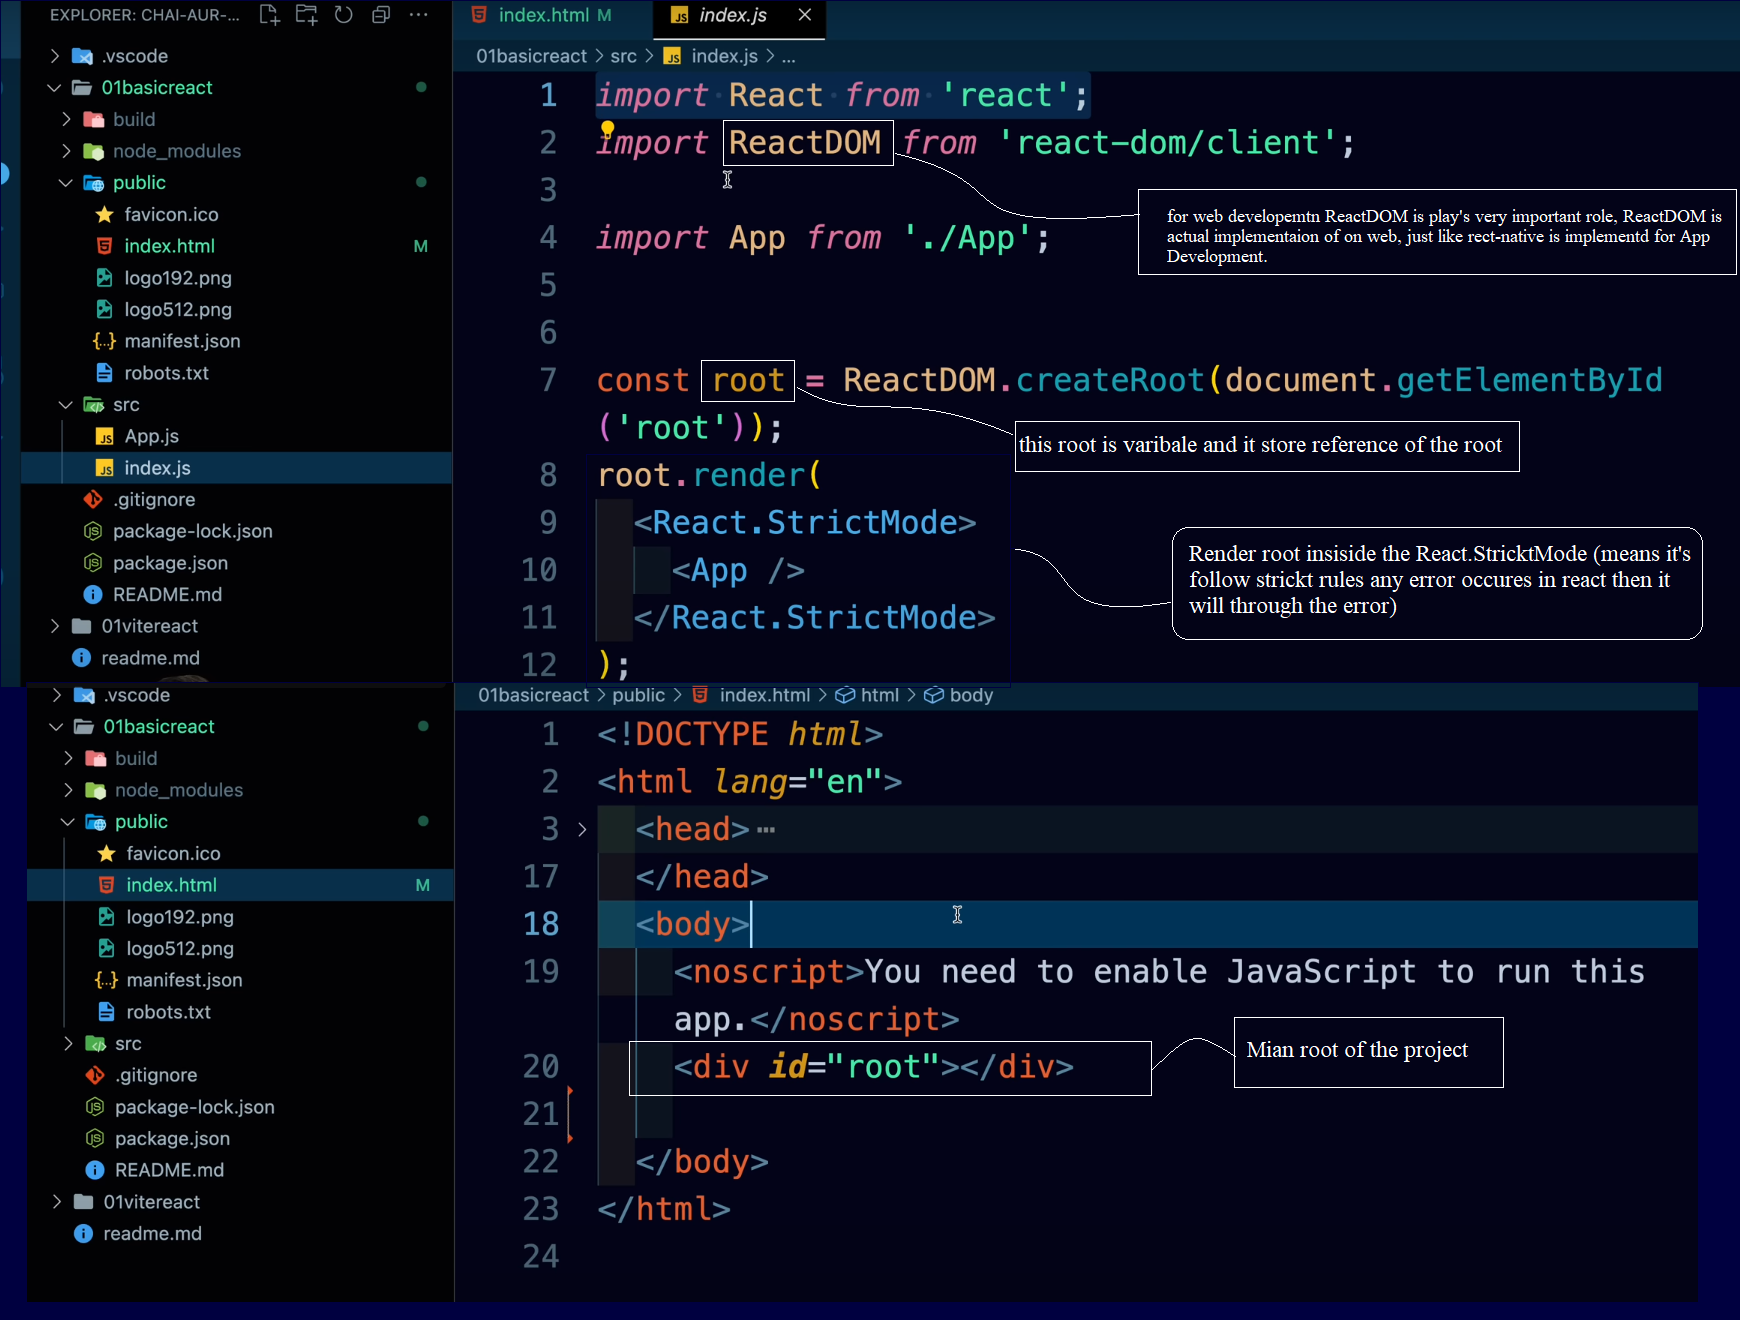 EXPLORER: CHAI-AUR-...
.vscode
01basicreact
build
node_modules
public
favicon.ico
index.html M
logo192.png
logo512.png
manifest.json
robots.txt
src
App.js
index.js
.gitignore
package-lock.json
package.json
README.md
01vitereact
readme.md
index.html M
index.js
01basicreact > src > index.js > ...
1 import React from 'react';
2 import ReactDOM from 'react-dom/client';
3
4 import App from './App';
5
6
7 const root = ReactDOM.createRoot(document.getElementById
('root'));
8 root.render(
9 <React.StrictMode>
10 <App />
11 </React.StrictMode>
12 );
for web developemtn ReactDOM is play's very important role, ReactDOM is
actual implementaion of on web, just like rect-native is implementd for App
Development.
this root is varibale and it store reference of the root
Render root insiside the React.StricktMode (means it's
follow strickt rules any error occures in react then it
will through the error)
.vscode
01basicreact
build
node_modules
public
favicon.ico
index.html M
logo192.png
logo512.png
manifest.json
robots.txt
src
.gitignore
package-lock.json
package.json
README.md
01vitereact
readme.md
01basicreact > public > index.html > html > body
1 <!DOCTYPE html>
2 <html lang="en">
3 <head>...
17 </head>
18 <body>
19 <noscript>You need to enable JavaScript to run this
app.</noscript>
20 <div id="root"></div>
21
22 </body>
23 </html>
24
Mian root of the project